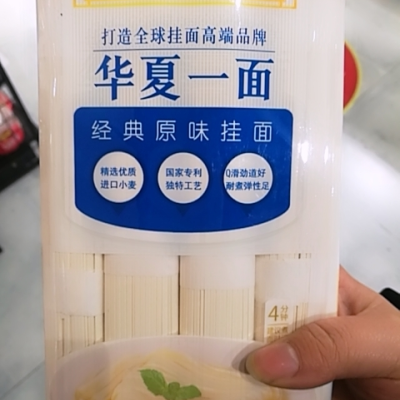 打造全球挂面高端品牌
华夏一面
经典原味挂面
精选优质
进口小麦
国家专利
独特工艺
Q滑劲道好
耐煮弹性足
4分钟